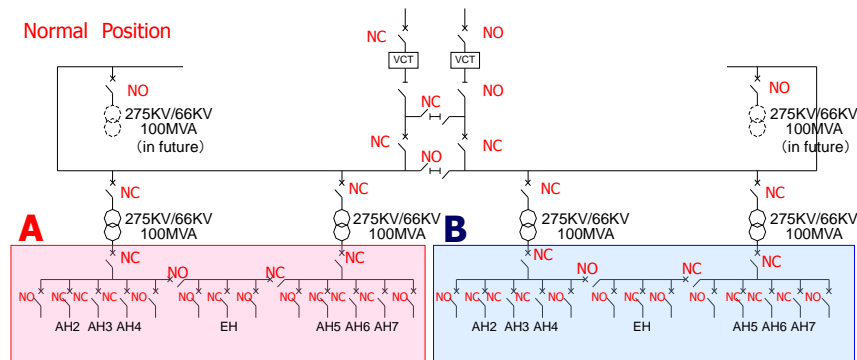 Normal Position
NC
NO
VCT
VCT
NO
NC
NO
NO
275KV/66KV
100MVA
(in future)
275KV/66KV
100MVA
(in future)
NC
NC
NO
NC
NC
NC
NC
275KV/66KV
100MVA
275KV/66KV
100MVA
275KV/66KV
100MVA
275KV/66KV
100MVA
A
B
NC
NO
NC
NC
NC
NO
NC
NC
NO
NC
NC
NC
NO
NO
NC
NO
NO
NC
NC
NC
NO
NO
NC
NC
NC
NO
NO
NC
NO
NO
NC
NC
NC
NO
AH2
AH3
AH4
EH
AH5
AH6
AH7
AH2
AH3
AH4
EH
AH5
AH6
AH7